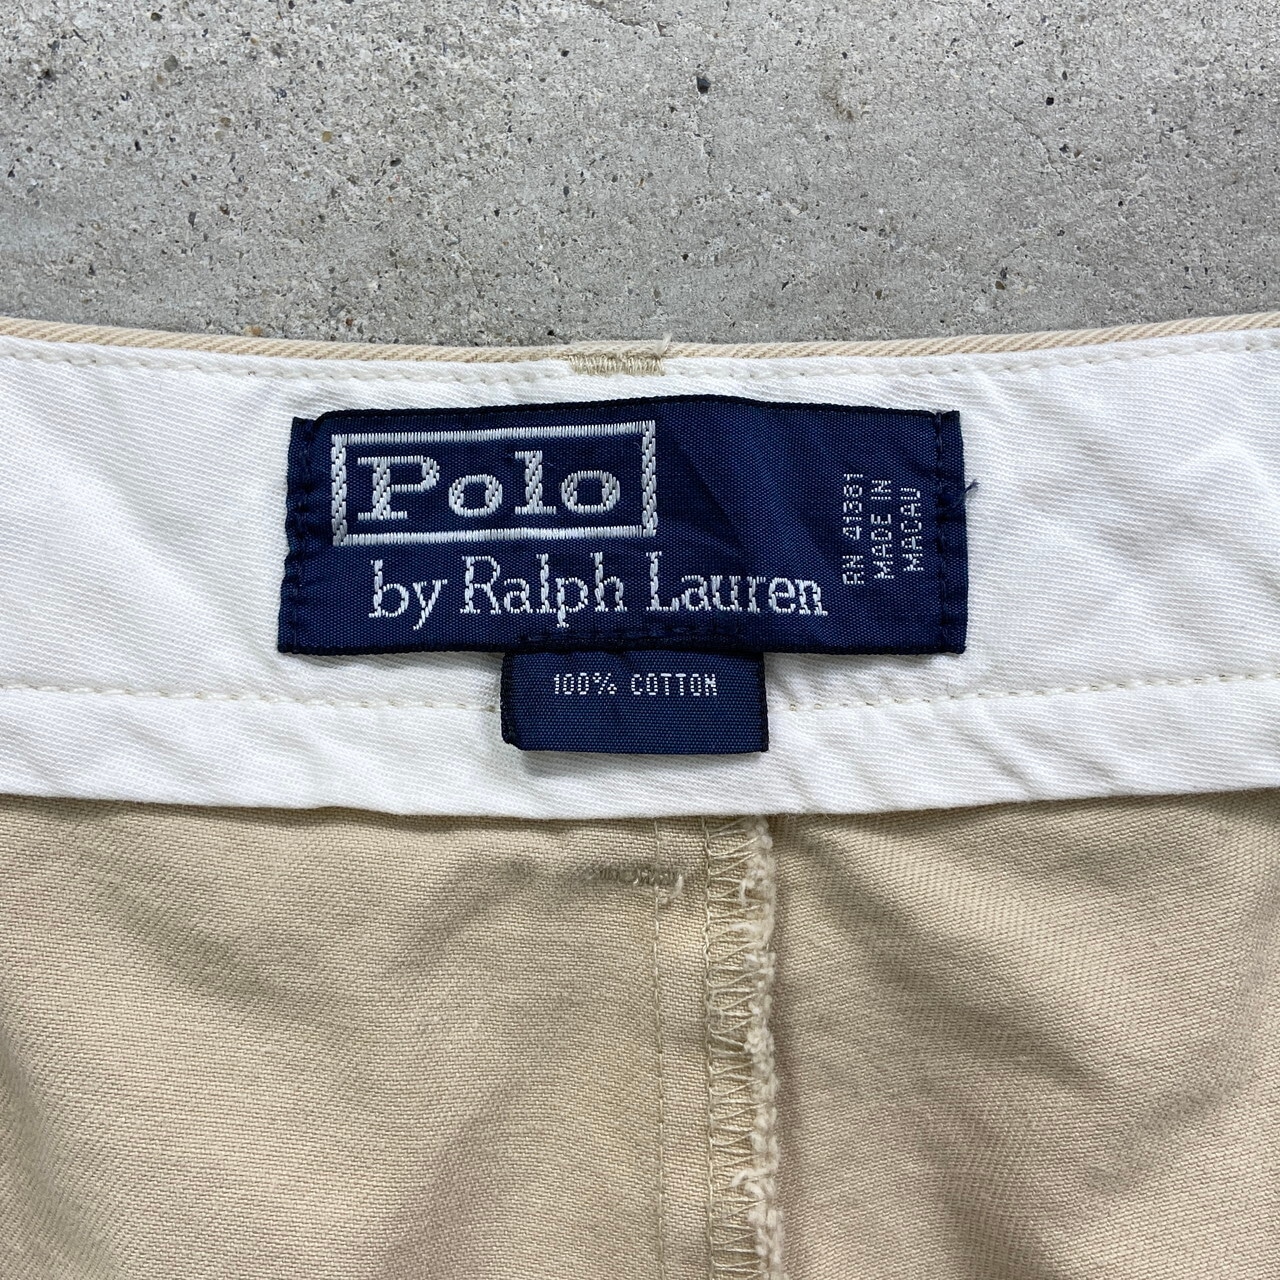 Polo
by Ralph Lauren
RN 41381
MADE IN
MACAU
100% COTTON